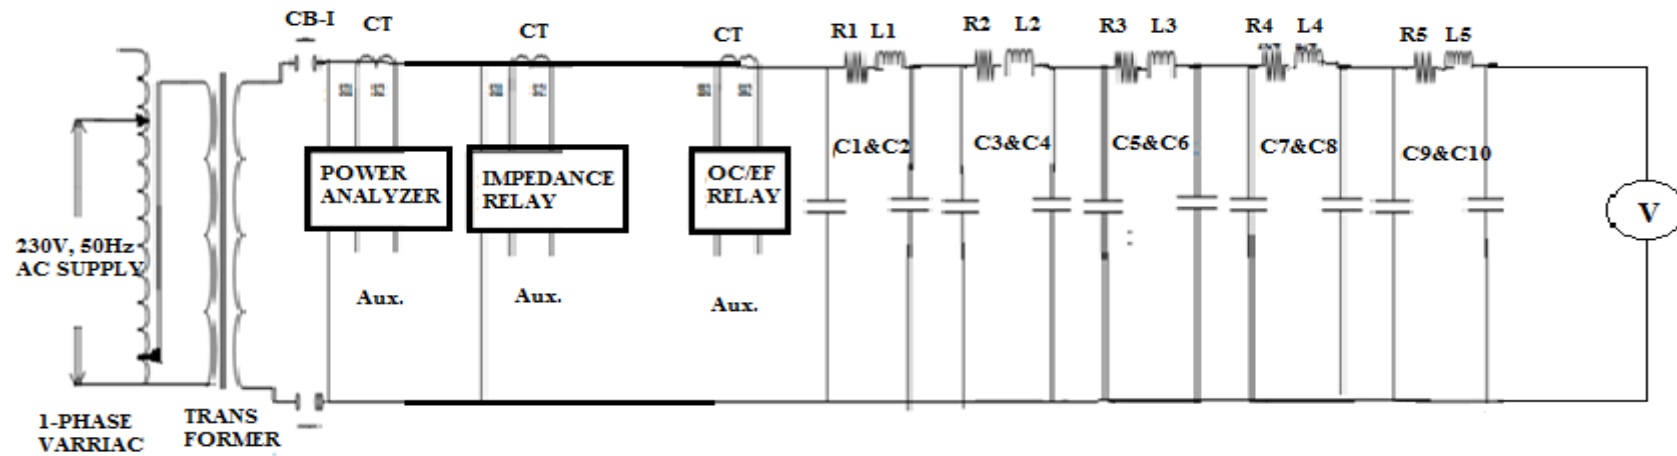 CB-I
CT
CT
CT
R1 L1
R2 L2
R3 L3
R4 L4
R5 L5
C1&C2
C3&C4
C5&C6
C7&C8
C9&C10
POWER
ANALYZER
IMPEDANCE
RELAY
OC/EF
RELAY
V
230V, 50Hz
AC SUPPLY
Aux.
Aux.
Aux.
1-PHASE
VARRIAC
TRANS
FORMER